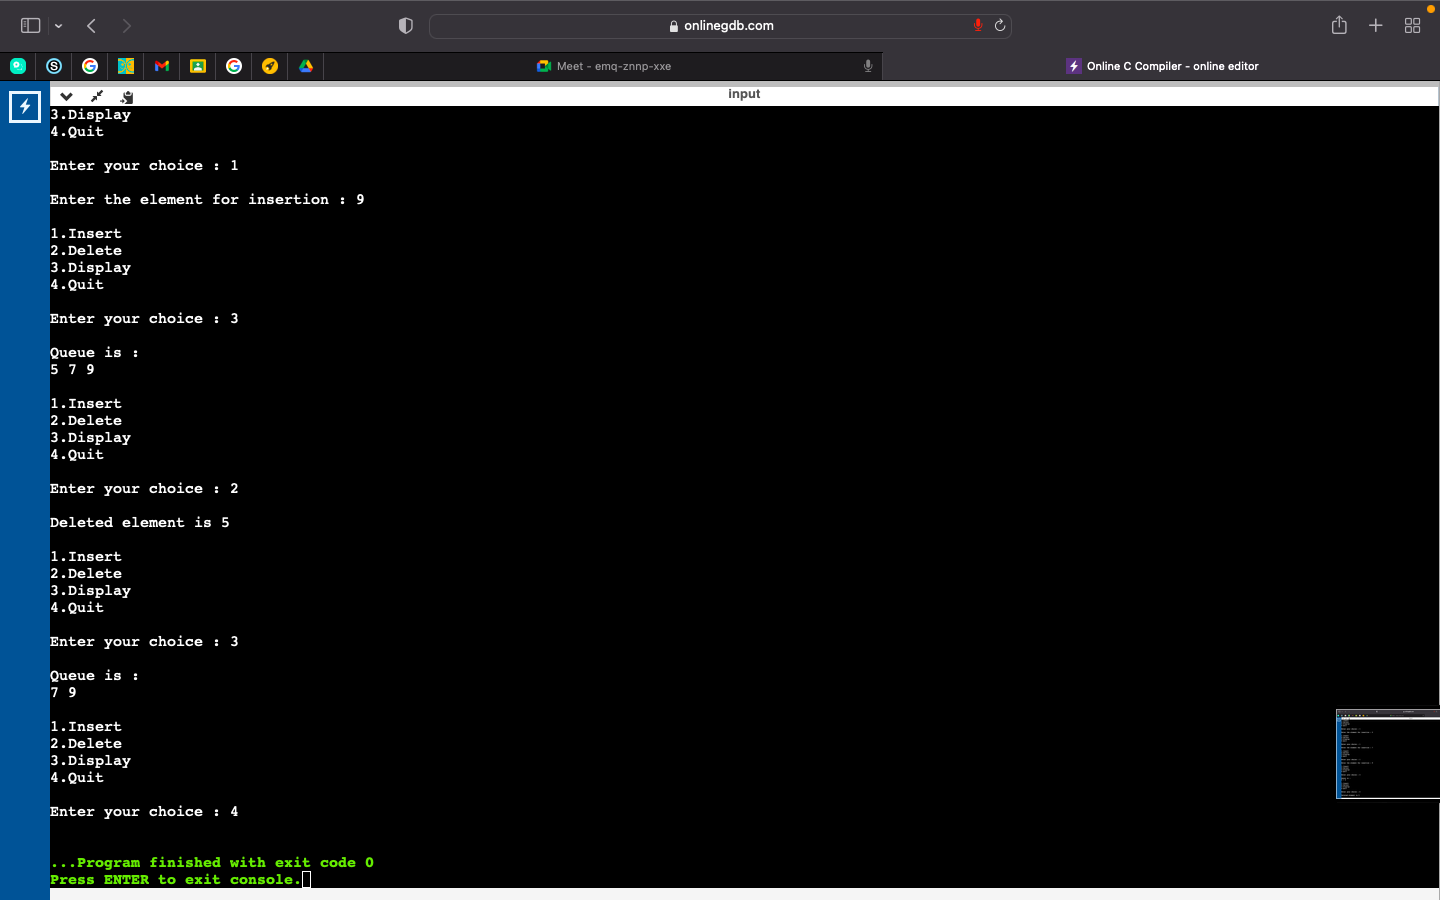 onlinegdb.com
Meet - emq-znnp-xxe
Online C Compiler - online editor
input
3.Display
4.Quit
Enter your choice : 1
Enter the element for insertion : 9
1.Insert
2.Delete
3.Display
4.Quit
Enter your choice : 3
Queue is :
5 7 9
1.Insert
2.Delete
3.Display
4.Quit
Enter your choice : 2
Deleted element is 5
1.Insert
2.Delete
3.Display
4.Quit
Enter your choice : 3
Queue is :
7 9
1.Insert
2.Delete
3.Display
4.Quit
Enter your choice : 4
...Program finished with exit code 0
Press ENTER to exit console.